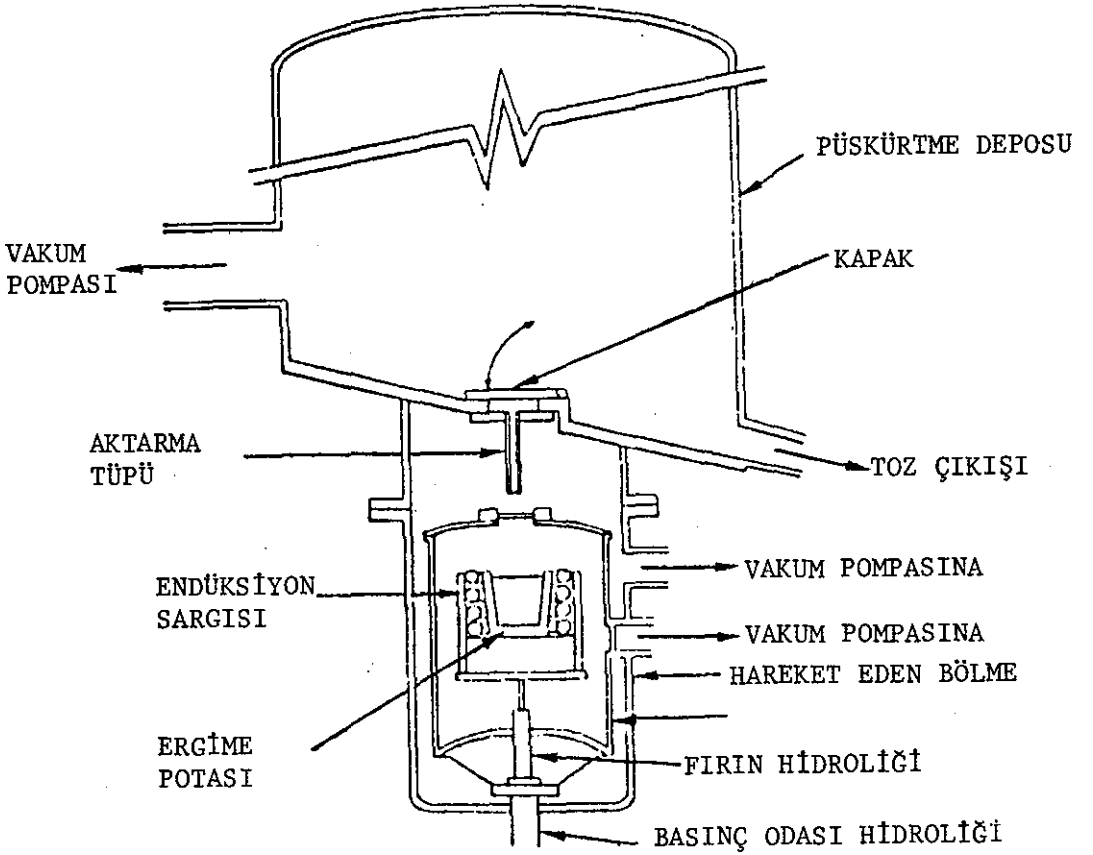 PÜSKÜRTME DEPOSU
VAKUM
POMPASI
KAPAK
AKTARMA
TÜPÜ
TOZ ÇIKIŞI
ENDÜKSİYON
SARGISI
VAKUM POMPASINA
VAKUM POMPASINA
HAREKET EDEN BÖLME
ERGİME
POTASI
FIRIN HİDROLİĞİ
BASINÇ ODASI HİDROLİĞİ